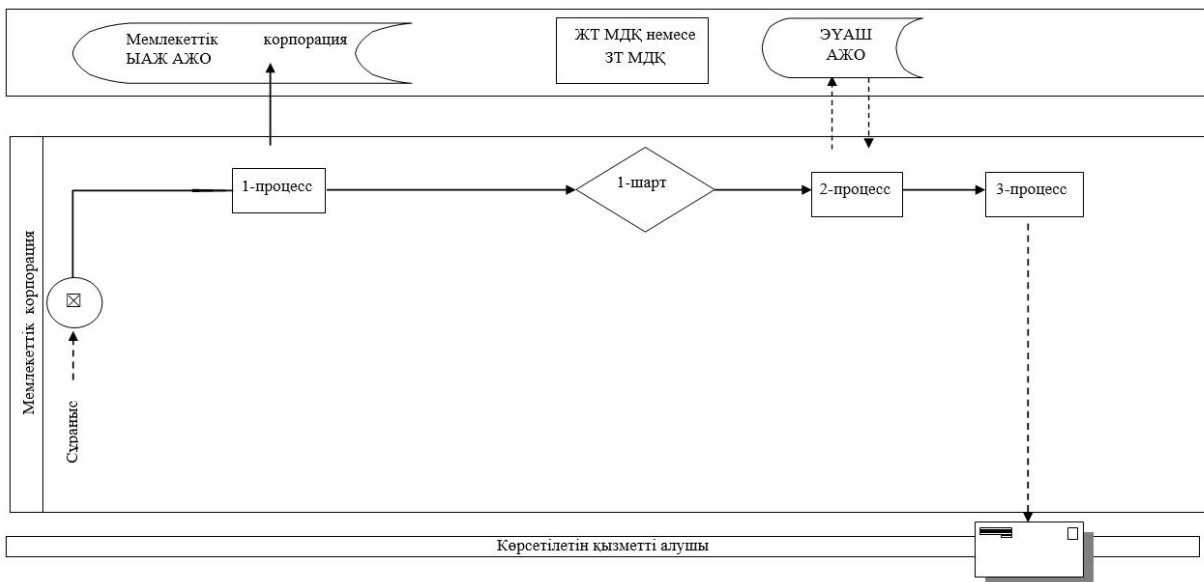 Мемлекеттік корпорация
ЫАЖ АЖО
ЖТ МДҚ немесе
ЗТ МДҚ
ЭҮАШ
АЖО
Мемлекеттік корпорация
Сұраныс
1-процесс
1-шарт
2-процесс
3-процесс
Көрсетілетін қызметті алушы